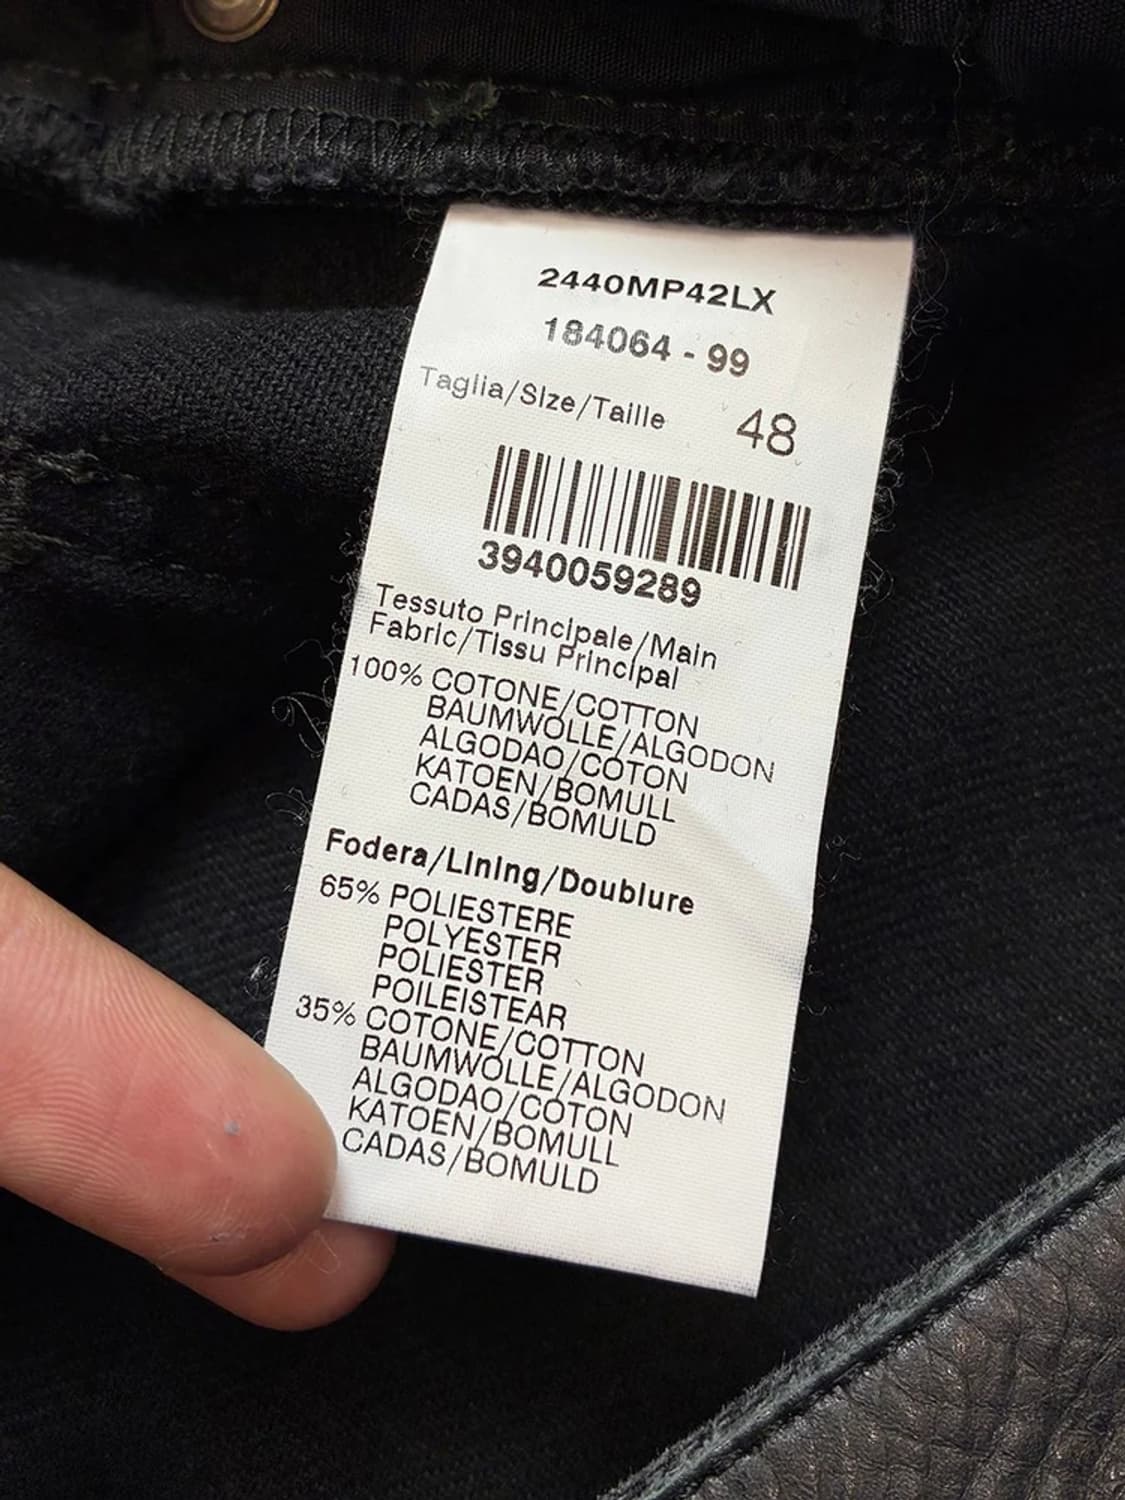 2440MP42LX
184064 - 99
Taglia/Size/Taille 48
3940059289
Tessuto Principale/Main
Fabric/Tissu Principal
100% COTONE/COTTON
BAUMWOLLE/ALGODON
ALGODAO/COTON
KATOEN/BOMULL
CADAS/BOMULD
Fodera/Lining/Doublure
65% POLIESTERE
POLYESTER
POLIESTER
POILEISTEAR
35% COTONE/COTTON
BAUMWOLLE/ALGODON
ALGODAO/COTON
KATOEN/BOMULL
CADAS/BOMULD